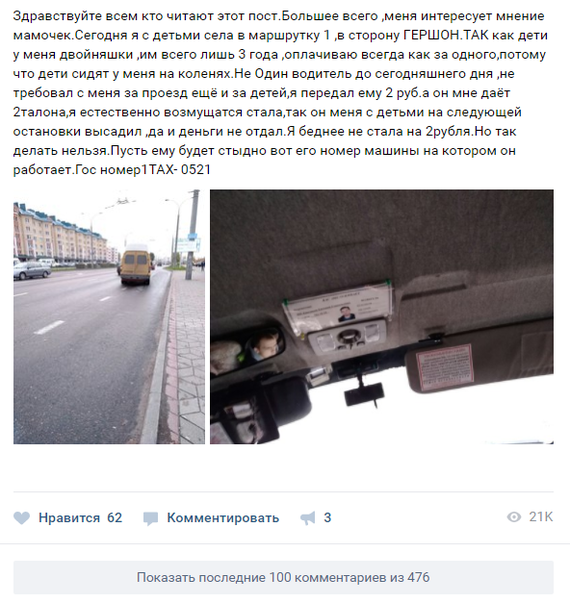 Здравствуйте всем кто читают этот пост.Большее всего ,меня интересует мнение
мамочек.Сегодня я с детьми села в маршрутку 1 ,в сторону ГЕРШОН.ТАК как дети
у меня двойняшки ,им всего лишь 3 года ,оплачиваю всегда как за одного,потому
что дети сидят у меня на коленях.Не Один водитель до сегодняшнего дня ,не
требовал с меня за проезд ещё и за детей,я передал ему 2 руб.а он мне даёт
2талона,я естественно возмущатся стала,так он меня с детьми на следующей
остановки высадил ,да и деньги не отдал.Я беднее не стала на 2рубля.Но так
делать нельзя.Пусть ему будет стыдно вот его номер машины на котором он
работает.Гос номер1ТАХ- 0521
Нравится 62
Комментировать
3
21K
Показать последние 100 комментариев из 476